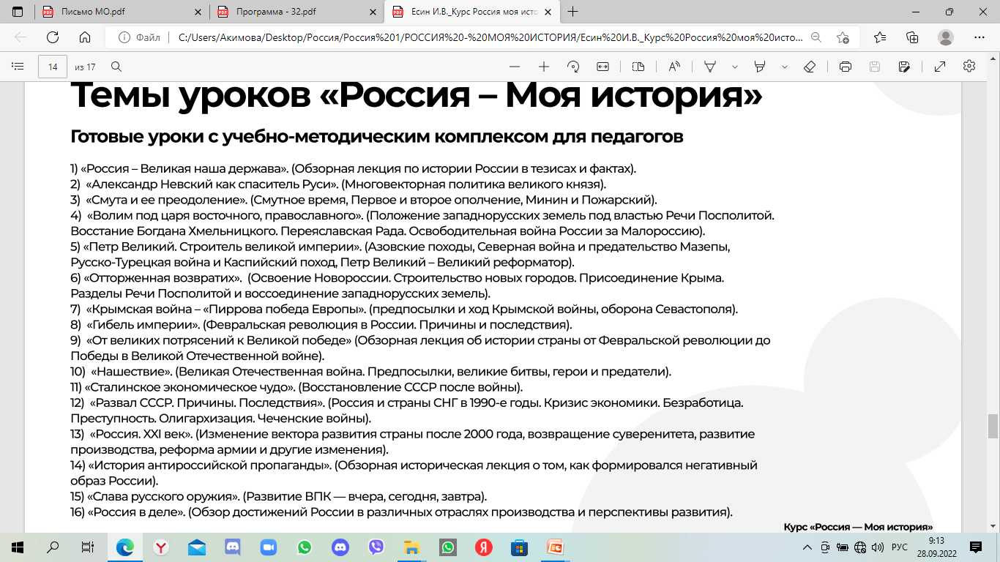 Письмо МО.pdf
Программа - 32.pdf
Есин И.В._Курс Россия моя исто
Файл
C:/Users/Акимова/Desktop/Россия/Россия%201/РОССИЯ%20-%20МОЯ%20ИСТОРИЯ/Есин%20И.В._Курс%20Россия%20моя%20исто...
14 из 17
Темы уроков «Россия – Моя история»
Готовые уроки с учебно-методическим комплексом для педагогов
1) «Россия – Великая наша держава». (Обзорная лекция по истории России в тезисах и фактах).
2) «Александр Невский как спаситель Руси». (Многовекторная политика великого князя).
3) «Смута и ее преодоление». (Смутное время, Первое и второе ополчение, Минин и Пожарский).
4) «Волим под царя восточного, православного». (Положение западнорусских земель под властью Речи Посполитой.
Восстание Богдана Хмельницкого. Переяславская Рада. Освободительная война России за Малороссию).
5) «Петр Великий. Строитель великой империи». (Азовские походы, Северная война и предательство Мазепы,
Русско-Турецкая война и Каспийский поход, Петр Великий – Великий реформатор).
6) «Отторженная возвратих». (Освоение Новороссии. Строительство новых городов. Присоединение Крыма.
Разделы Речи Посполитой и воссоединение западнорусских земель).
7) «Крымская война – «Пиррова победа Европы». (предпосылки и ход Крымской войны, оборона Севастополя).
8) «Гибель империи». (Февральская революция в России. Причины и последствия).
9) «От великих потрясений к Великой победе» (Обзорная лекция об истории страны от Февральской революции до
Победы в Великой Отечественной войне).
10) «Нашествие». (Великая Отечественная война. Предпосылки, великие битвы, герои и предатели).
11) «Сталинское экономическое чудо». (Восстановление СССР после войны).
12) «Развал СССР. Причины. Последствия». (Россия и страны СНГ в 1990-е годы. Кризис экономики. Безработица.
Преступность. Олигархизация. Чеченские войны).
13) «Россия. XXI век». (Изменение вектора развития страны после 2000 года, возвращение суверенитета, развитие
производства, реформа армии и другие изменения).
14) «История антироссийской пропаганды». (Обзорная историческая лекция о том, как формировался негативный
образ России).
15) «Слава русского оружия». (Развитие ВПК — вчера, сегодня, завтра).
16) «Россия в деле». (Обзор достижений России в различных отраслях производства и перспективы развития).
Курс «Россия — Моя история»
РУС
9:13
28.09.2022